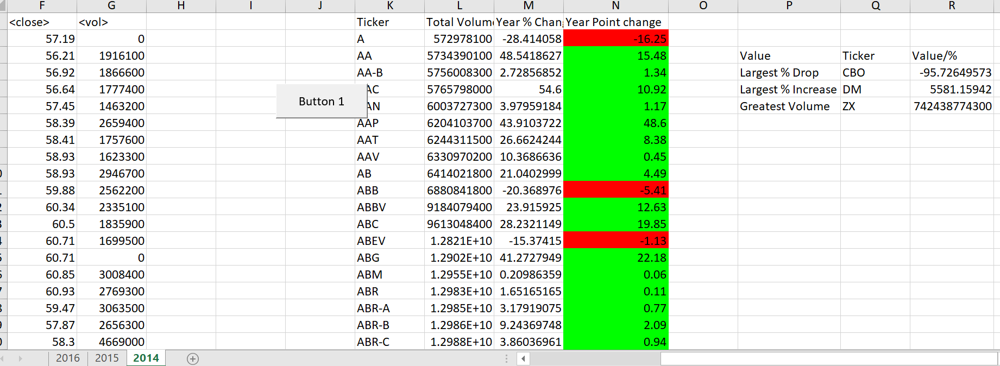 F G H I J K L M N O P Q R
<close> <vol> Ticker Total Volum Year % Chan Year Point change
57.19 0 A 572978100 -28.414058 -16.25
56.21 1916100 AA 5734390100 48.5418627 15.48 Value Ticker Value/%
56.92 1866600 AA-B 5756008300 2.72856852 1.34 Largest % Drop CBO -95.72649573
56.64 1777400 AC 5765798000 54.6 10.92 Largest % Increase DM 5581.15942
Button 1
57.45 1463200 AN 6003727300 3.97959184 1.17 Greatest Volume ZX 742438774300
58.39 2659400 AAP 6204103700 43.9103722 48.6
58.41 1757600 AAT 6244311500 26.6624244 8.38
58.93 1623300 AAV 6330970200 10.3686636 0.45
58.93 2946700 AB 6414021800 21.0402999 4.49
59.88 2562200 ABB 6880841800 -20.368976 -5.41
60.34 2335100 ABBV 9184079400 23.915925 12.63
60.5 1835900 ABC 9613048400 28.2321149 19.85
60.71 1699500 ABEV 1.2821E+10 -15.37415 -1.13
60.71 0 ABG 1.2902E+10 41.2727949 22.18
60.85 3008400 ABM 1.2955E+10 0.20986359 0.06
60.93 2769300 ABR 1.2983E+10 1.65165165 0.11
59.47 3063500 ABR-A 1.2985E+10 3.17919075 0.77
57.87 2656300 ABR-B 1.2986E+10 9.24369748 2.09
58.3 4669000 ABR-C 1.2988E+10 3.86036961 0.94
2016 2015 2014